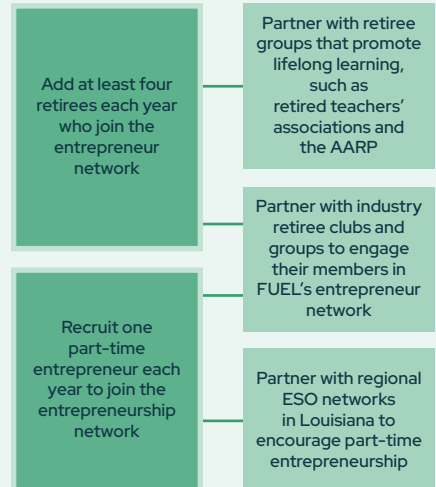 Add at least four
retirees each year
who join the
entrepreneur
network
Partner with retiree
groups that promote
lifelong learning,
such as
retired teachers’
associations and
the AARP
Partner with industry
retiree clubs and
groups to engage
their members in
FUEL’s entrepreneur
network
Recruit one
part-time
entrepreneur each
year to join the
entrepreneurship
network
Partner with regional
ESO networks
in Louisiana to
encourage part-time
entrepreneurship